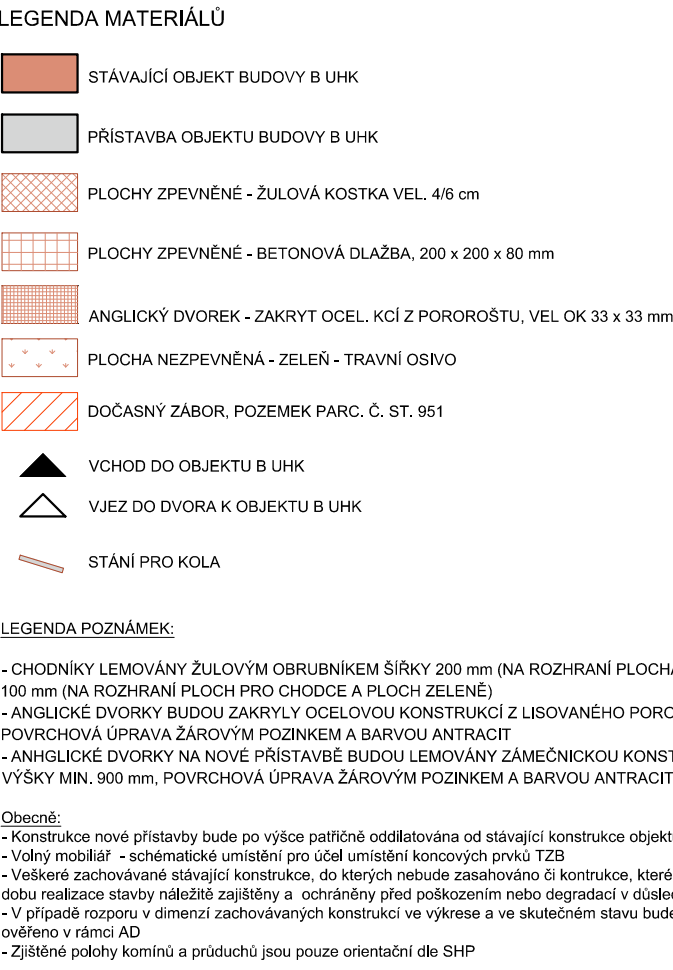 LEGENDA MATERIÁLŮ
STÁVAJÍCÍ OBJEKT BUDOVY B UHK
PŘÍSTAVBA OBJEKTU BUDOVY B UHK
PLOCHY ZPEVNĚNÉ - ŽULOVÁ KOSTKA VEL. 4/6 cm
PLOCHY ZPEVNĚNÉ - BETONOVÁ DLAŽBA, 200 x 200 x 80 mm
ANGLICKÝ DVOREK - ZAKRYT OCEL. KCÍ Z POROROŠTU, VEL OK 33 x 33 mm
PLOCHA NEZPEVNĚNÁ - ZELEŇ - TRAVNÍ OSIVO
DOČASNÝ ZÁBOR, POZEMEK PARC. Č. ST. 951
VCHOD DO OBJEKTU B UHK
VJEZ DO DVORA K OBJEKTU B UHK
STÁNÍ PRO KOLA
LEGENDA POZNÁMEK:
- CHODNÍKY LEMOVÁNY ŽULOVÝM OBRUBNÍKEM ŠÍŘKY 200 mm (NA ROZHRANÍ PLOCHA
100 mm (NA ROZHRANÍ PLOCH PRO CHODCE A PLOCH ZELENĚ)
- ANGLICKÉ DVORKY BUDOU ZAKRYLY OCELOVOU KONSTRUKCÍ Z LISOVANÉHO PORO
POVRCHOVÁ ÚPRAVA ŽÁROVÝM POZINKEM A BARVOU ANTRACIT
- ANHGLICKÉ DVORKY NA NOVÉ PŘÍSTAVBĚ BUDOU LEMOVÁNY ZÁMEČNICKOU KONST
VÝŠKY MIN. 900 mm, POVRCHOVÁ ÚPRAVA ŽÁROVÝM POZINKEM A BARVOU ANTRACIT
Obecně:
- Konstrukce nové přístavby bude po výšce patřičně oddilatována od stávající konstrukce objekt
- Volný mobiliář - schématické umístění pro účel umístění koncových prvků TZB
- Veškeré zachovávané stávající konstrukce, do kterých nebude zasahováno či kontrukce, které
dobu realizace stavby náležitě zajištěny a ochráněny před poškozením nebo degradací v důsle
- V případě rozporu v dimenzí zachovávaných konstrukcí ve výkrese a ve skutečném stavu bude
ověřeno v rámci AD
- Zjištěné polohy komínů a průduchů jsou pouze orientační dle SHP